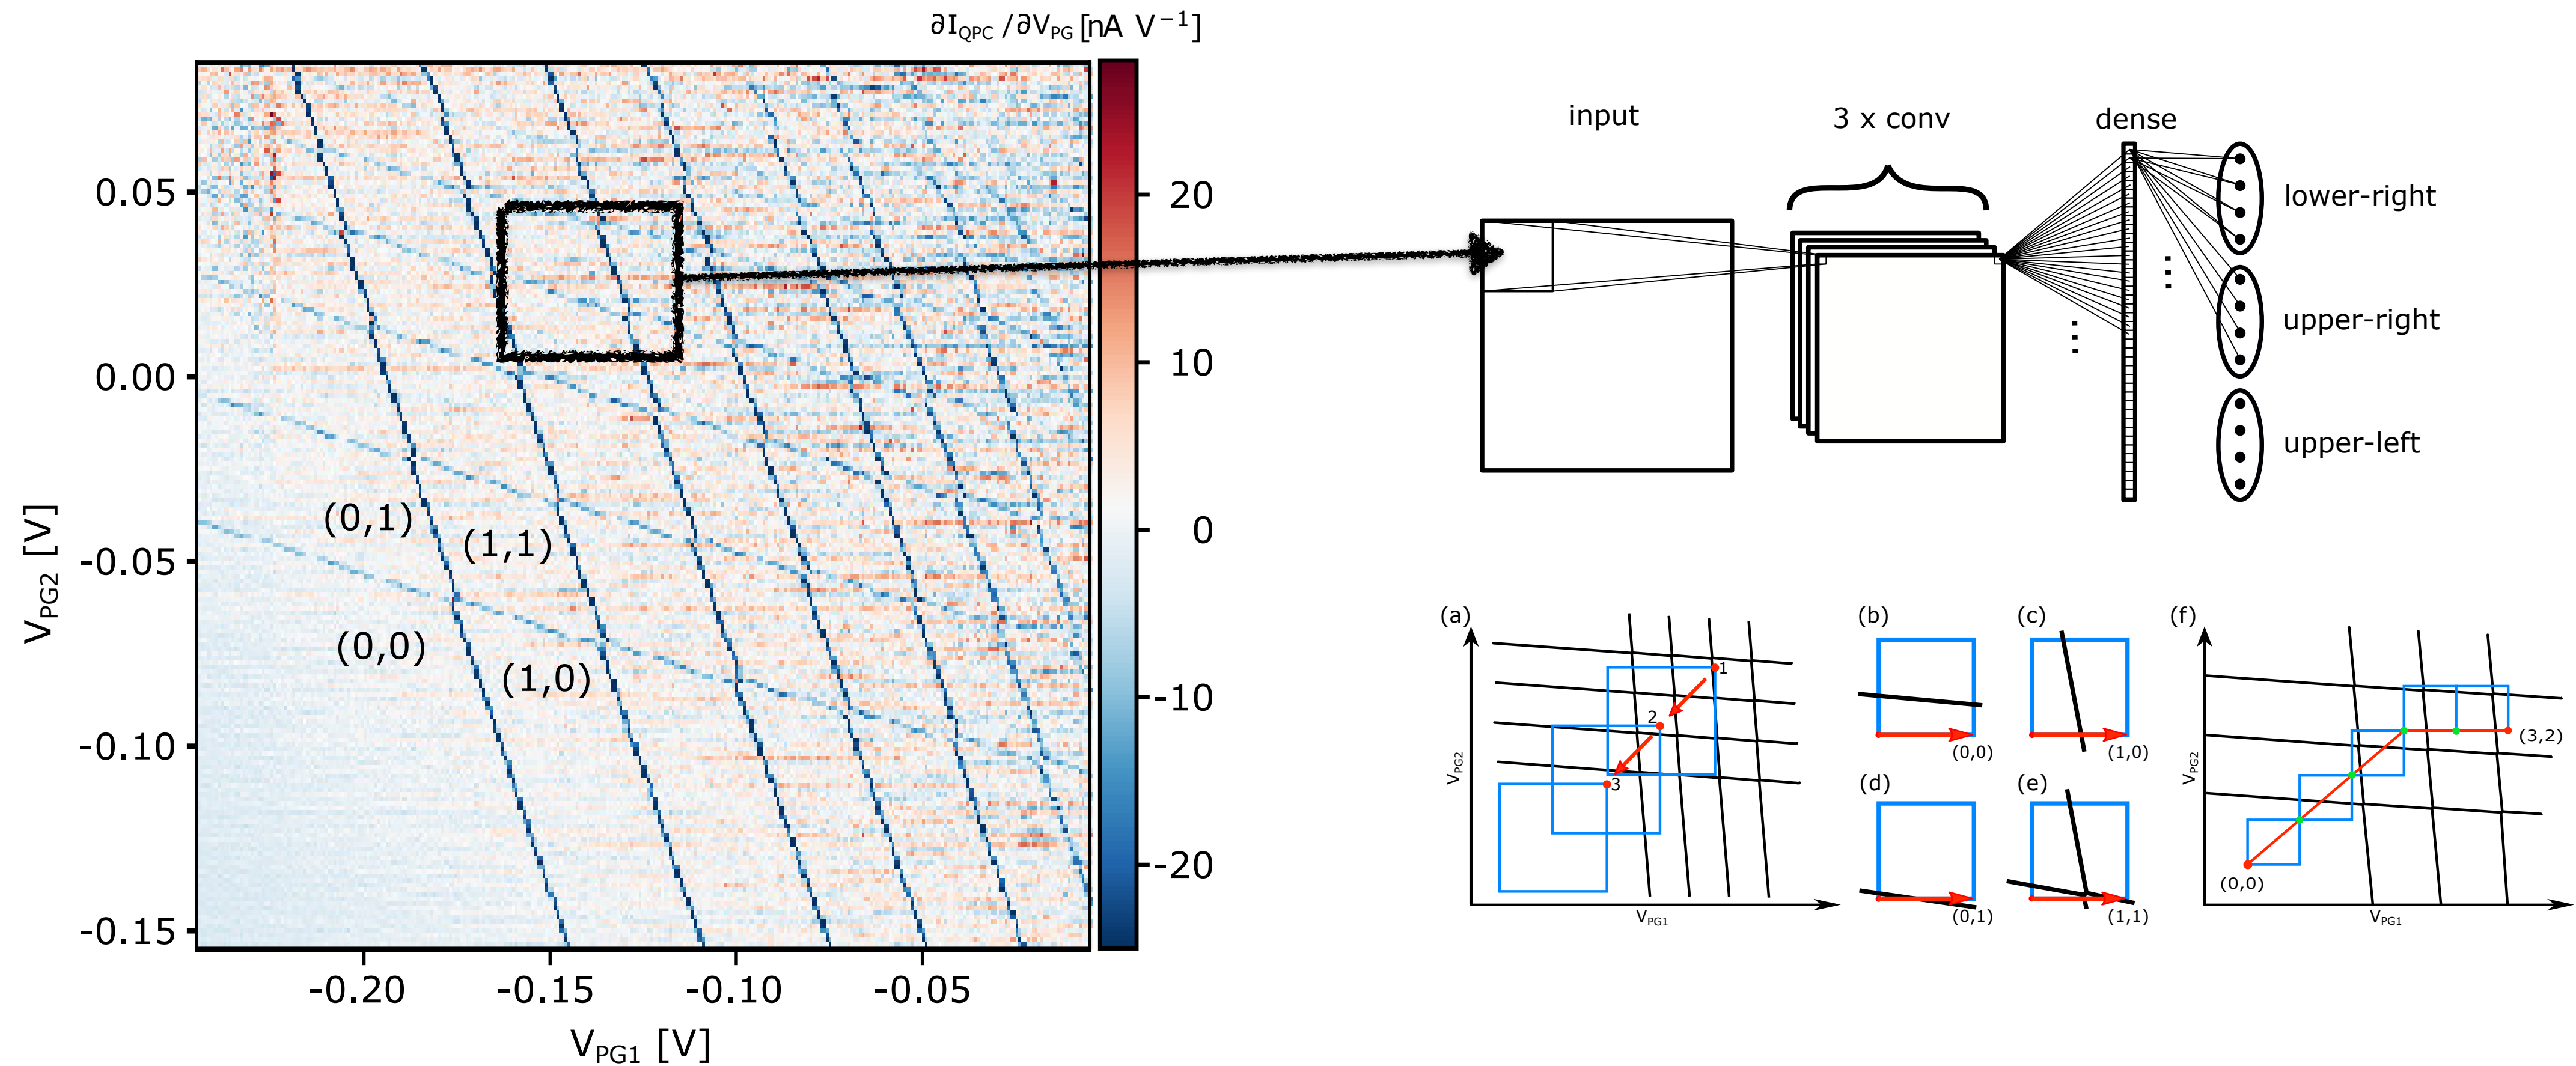 ∂I_QPC /∂V_PG [nA V⁻¹]
0.05
0.00
-0.05
-0.10
-0.15
V_PG2 [V]
-0.20
-0.15
-0.10
-0.05
V_PG1 [V]
(0,1)
(1,1)
(0,0)
(1,0)
20
10
0
-10
-20
input
3 x conv
dense
lower-right
upper-right
upper-left
(a)
1
2
3
V_PG2
V_PG1
(b)
(0,0)
(c)
(1,0)
(d)
(0,1)
(e)
(1,1)
(f)
(3,2)
(0,0)
V_PG2
V_PG1